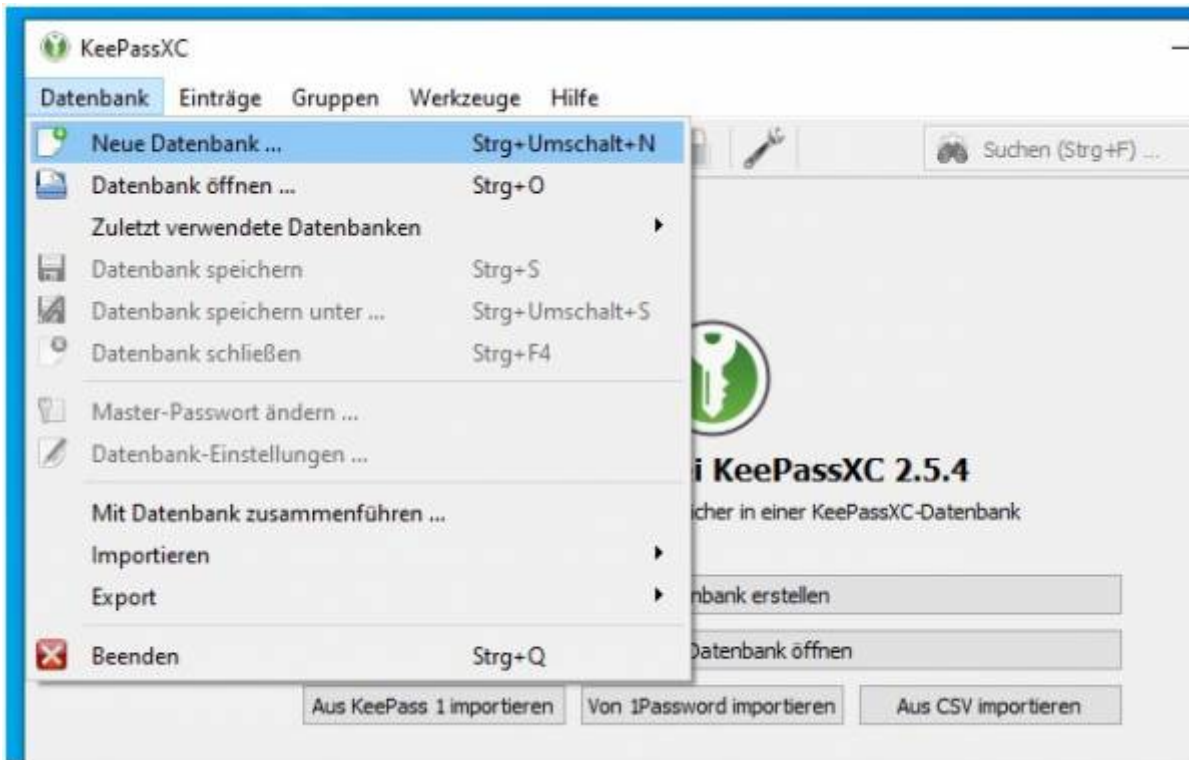 KeePassXC
Datenbank Einträge Gruppen Werkzeuge Hilfe
Neue Datenbank ... Strg+Umschalt+N
Suchen (Strg+F) ...
Datenbank öffnen ... Strg+O
Zuletzt verwendete Datenbanken
Datenbank speichern Strg+S
Datenbank speichern unter ... Strg+Umschalt+S
Datenbank schließen Strg+F4
Master-Passwort ändern ...
Datenbank-Einstellungen ...
Mit Datenbank zusammenführen ...
Importieren
Export
Beenden Strg+Q
KeePassXC 2.5.4
in einer KeePassXC-Datenbank
erstellen
Datenbank öffnen
Aus KeePass 1 importieren Von 1Password importieren Aus CSV importieren